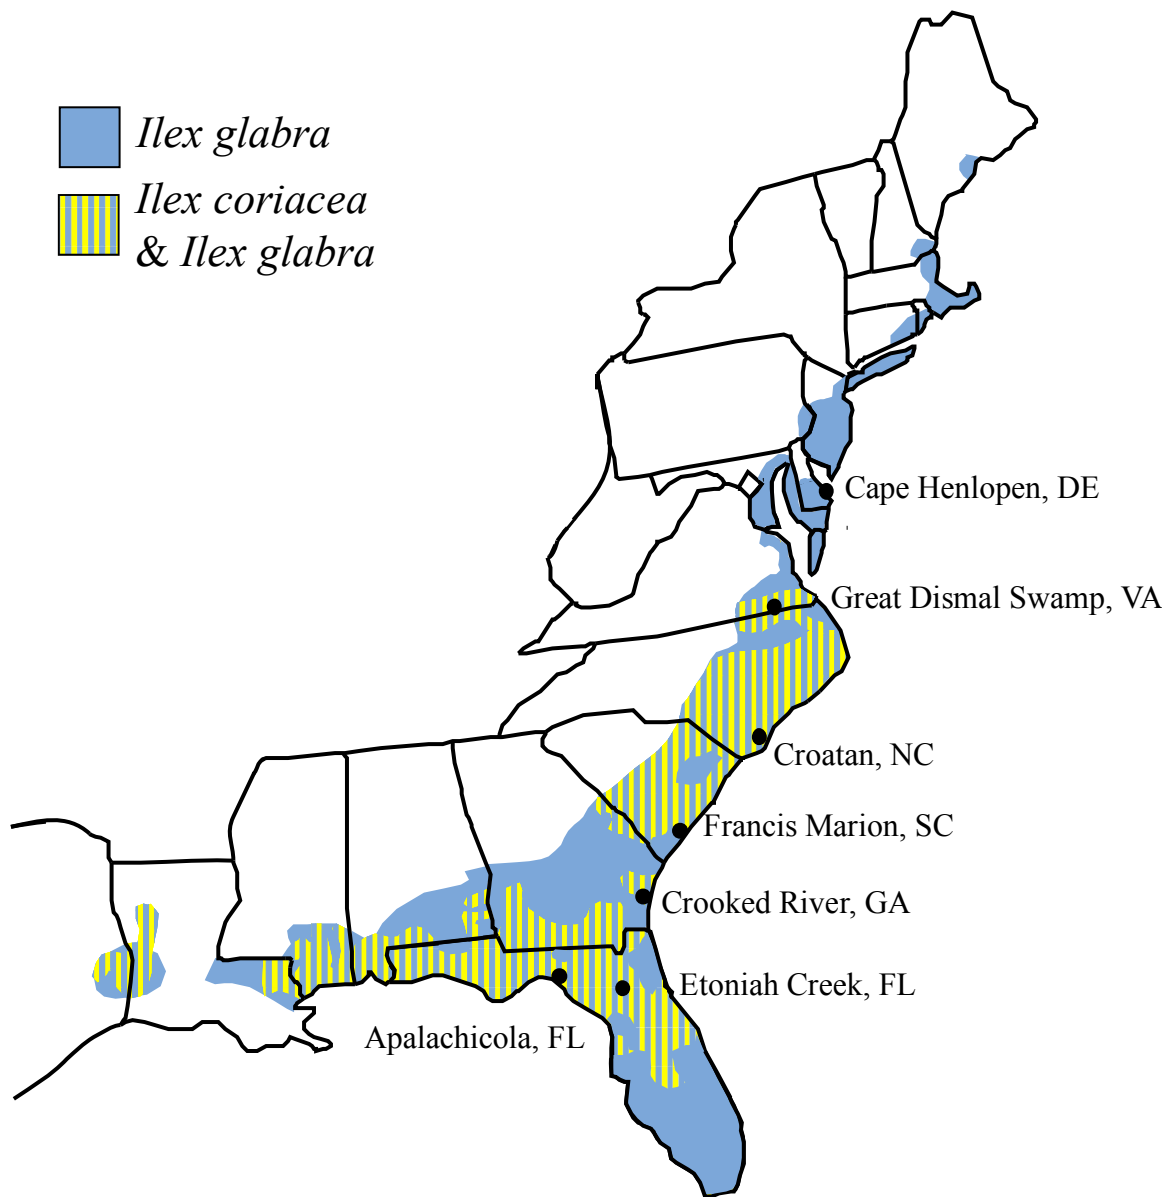 Ilex glabra
Ilex coriacea
& Ilex glabra
Cape Henlopen, DE
Great Dismal Swamp, VA
Croatan, NC
Francis Marion, SC
Crooked River, GA
Etoniah Creek, FL
Apalachicola, FL